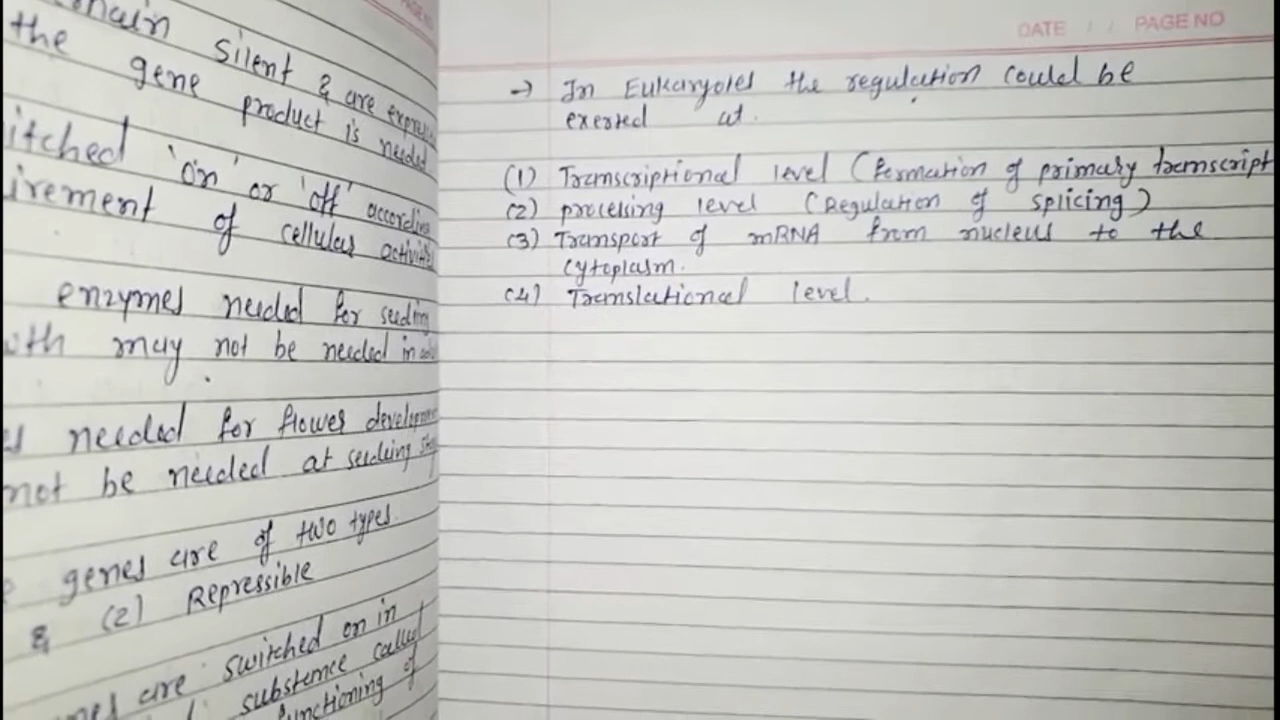 remain silent & are
the gene product is needed
'on' or 'off' according
of cellular
enzymes needed for
may not be needed in
needed for flower
not be needed at seeding
genes are of two types.
& (2) Repressible
are switched on in
substance called
functioning of
PAGE NO
DATE / / PAGE NO
→ In Eukaryotes the regulation could be
exerted at.
(1) Transcriptional level (Formation of primary transcript
(2) processing level (Regulation of splicing)
(3) Transport of mRNA from nucleus to the
cytoplasm.
(4) Translational level.